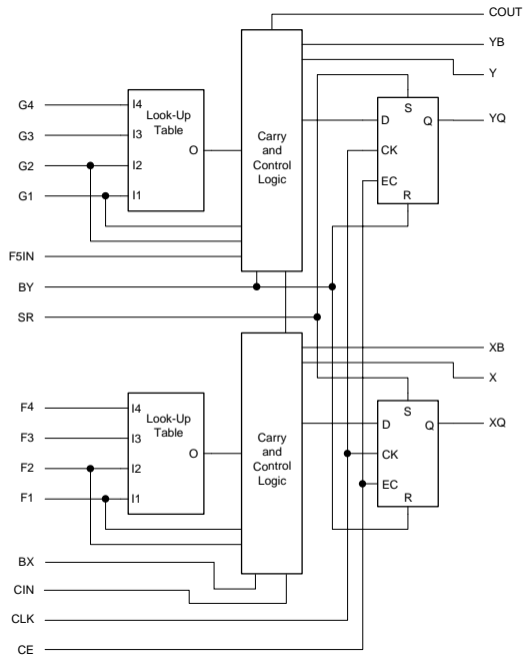 COUT
YB
Y
G4
G3
G2
G1
I4
I3
I2
I1
Look-Up
Table
O
Carry
and
Control
Logic
S
D
Q
CK
EC
R
YQ
F5IN
BY
SR
XB
X
F4
F3
F2
F1
I4
I3
I2
I1
Look-Up
Table
O
Carry
and
Control
Logic
S
D
Q
CK
EC
R
XQ
BX
CIN
CLK
CE